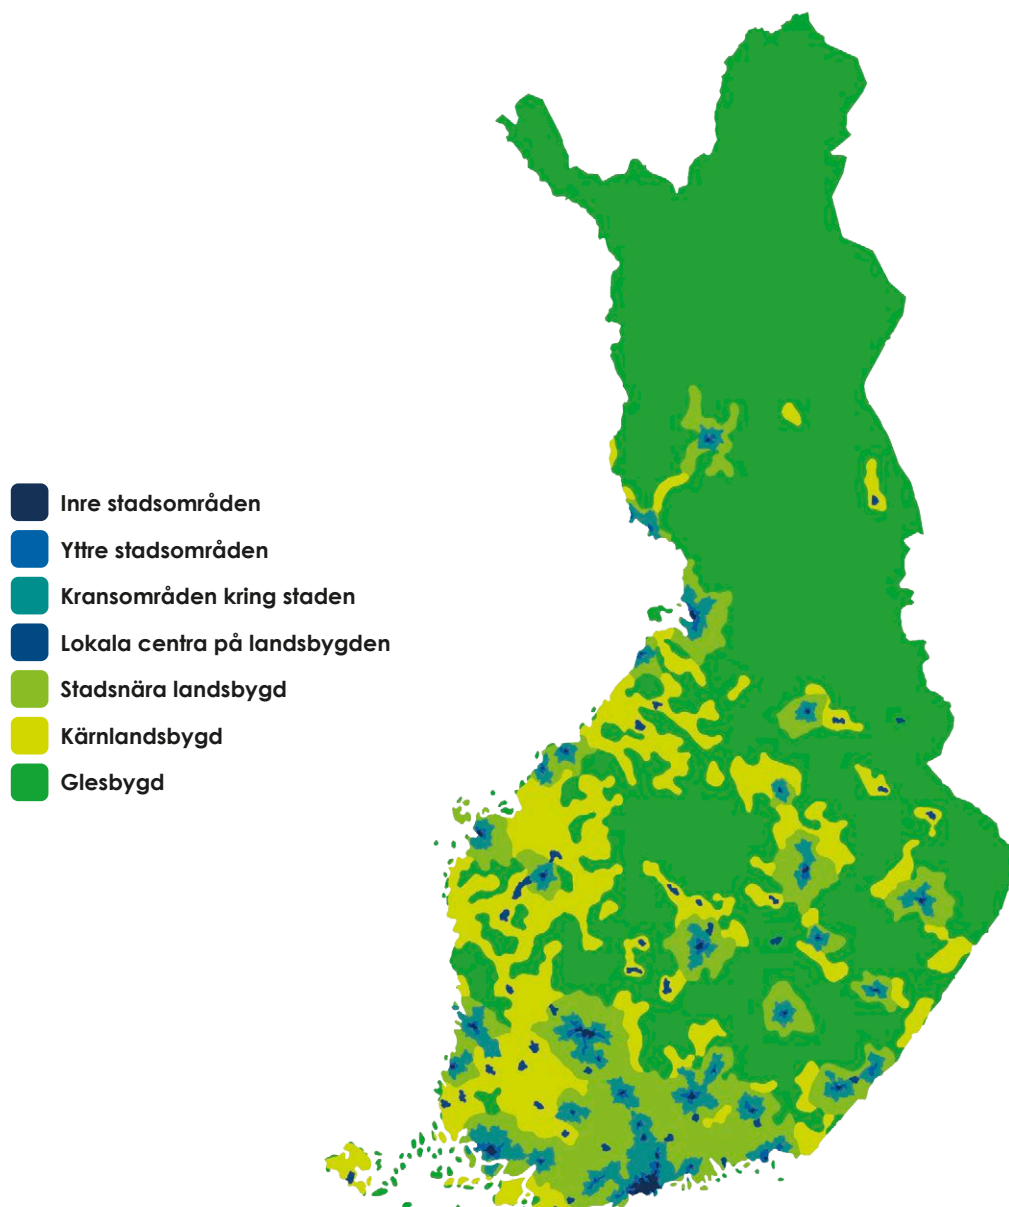 Inre stadsområden
Yttre stadsområden
Kransområden kring staden
Lokala centra på landsbygden
Stadsnära landsbygd
Kärnlandsbygd
Glesbygd